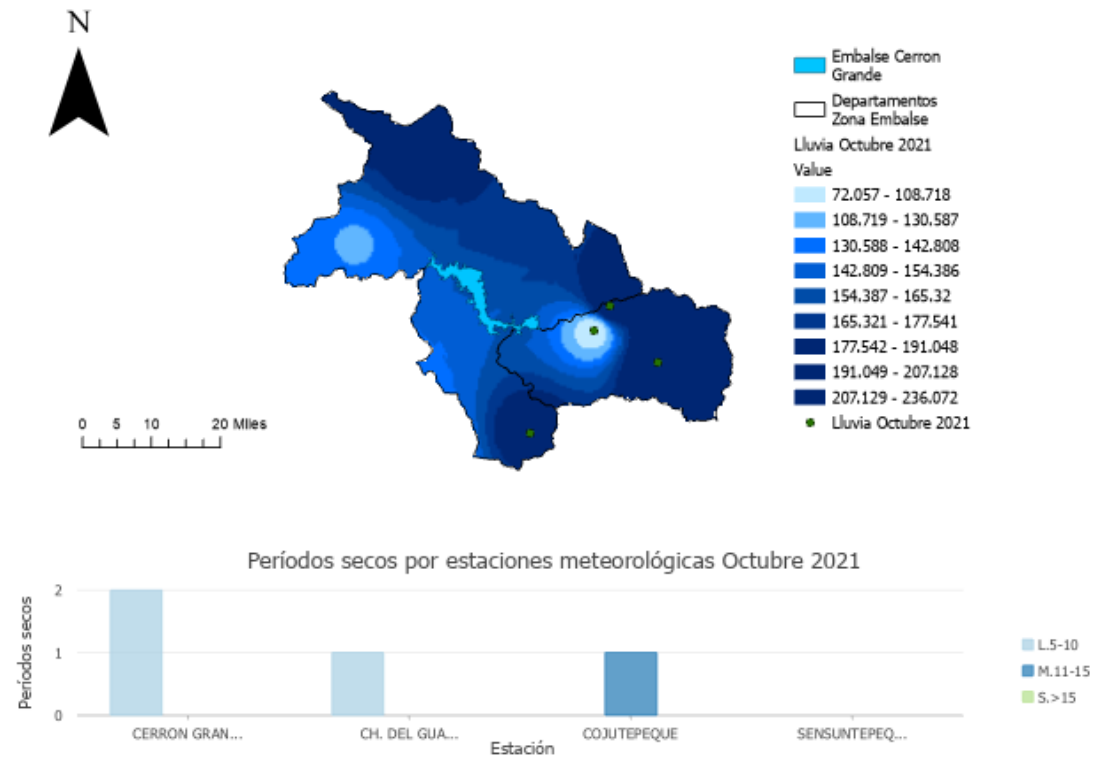 N
Embalse Cerron
Grande
Departamentos
Zona Embalse
Lluvia Octubre 2021
Value
72.057 - 108.718
108.719 - 130.587
130.588 - 142.808
142.809 - 154.386
154.387 - 165.32
165.321 - 177.541
177.542 - 191.048
191.049 - 207.128
207.129 - 236.072
Lluvia Octubre 2021
0 5 10 20 Miles
Períodos secos por estaciones meteorológicas Octubre 2021
Períodos secos
2
1
0
L.5-10
M.11-15
S.>15
CERRON GRAN... CH. DEL GUA... COJUTEPEQUE SENSUNTEPEQ...
Estación